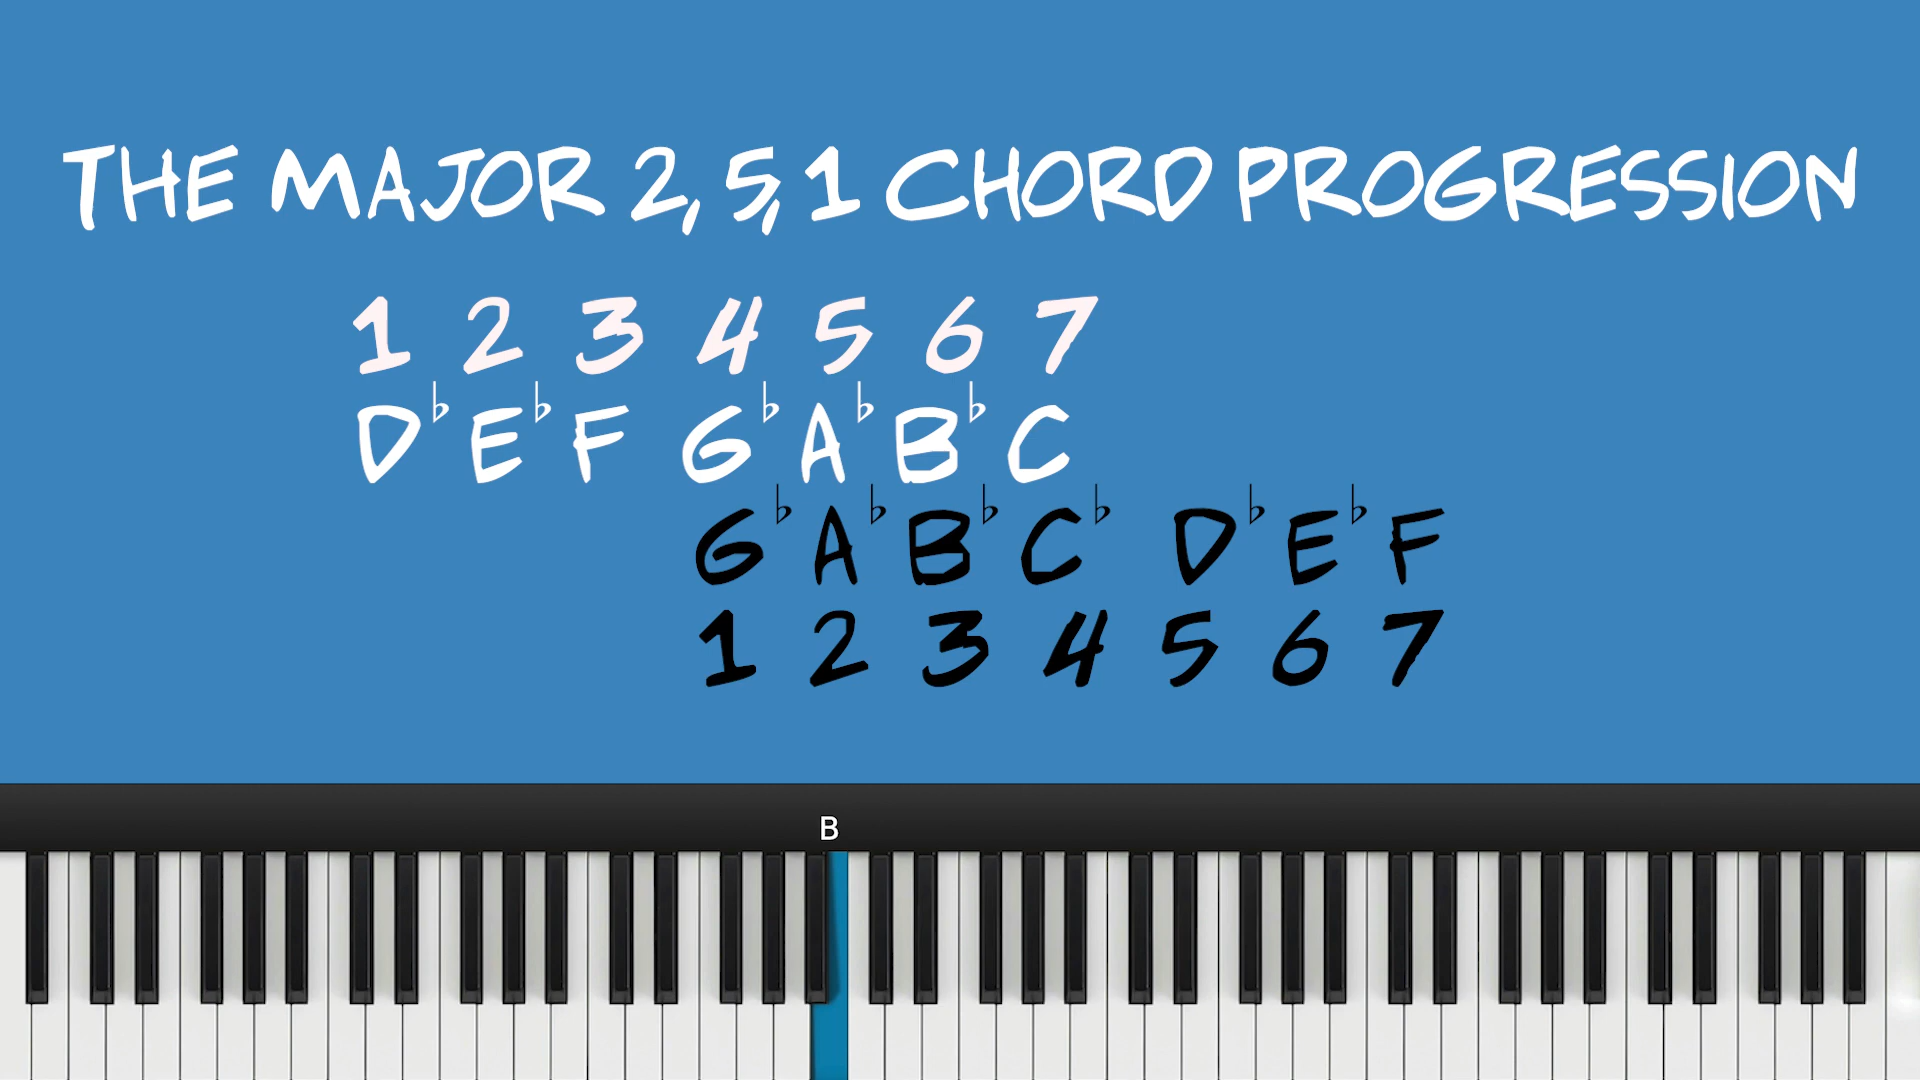 THE MAJOR 2, 5, 1 CHORD PROGRESSION
1 2 3 4 5 6 7
D♭ E♭ F G♭ A♭ B♭ C
G♭ A♭ B♭ C♭ D♭ E♭ F
1 2 3 4 5 6 7
B